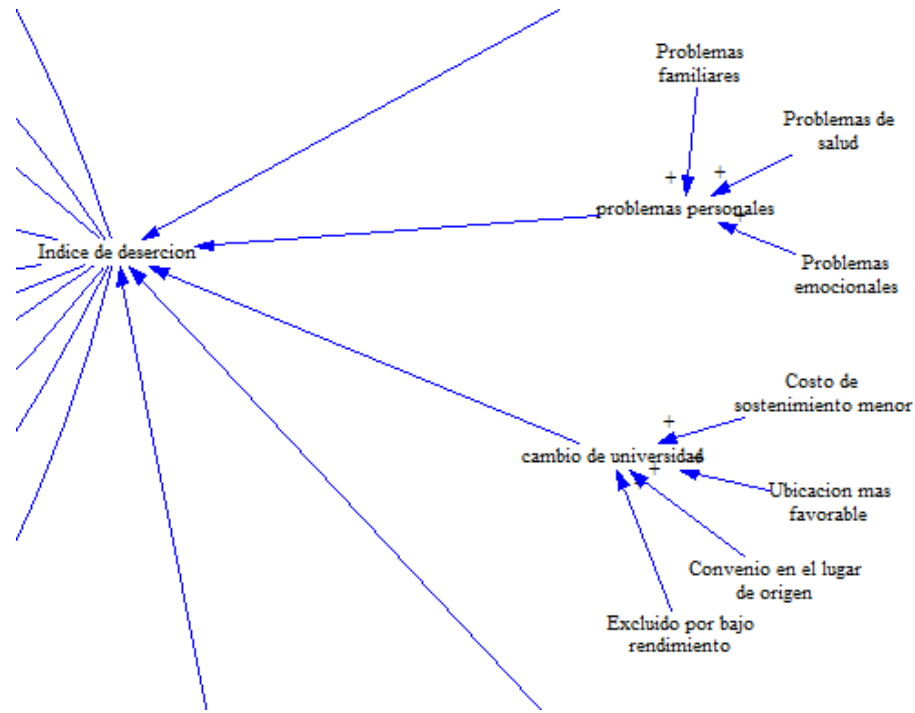 Problemas
familiares
Problemas de
salud
+
+
problemas personales
+
Indice de desercion
Problemas
emocionales
Costo de
sostenimiento menor
+
cambio de universidad
+
+
Ubicacion mas
favorable
Convenio en el lugar
de origen
Excluido por bajo
rendimiento